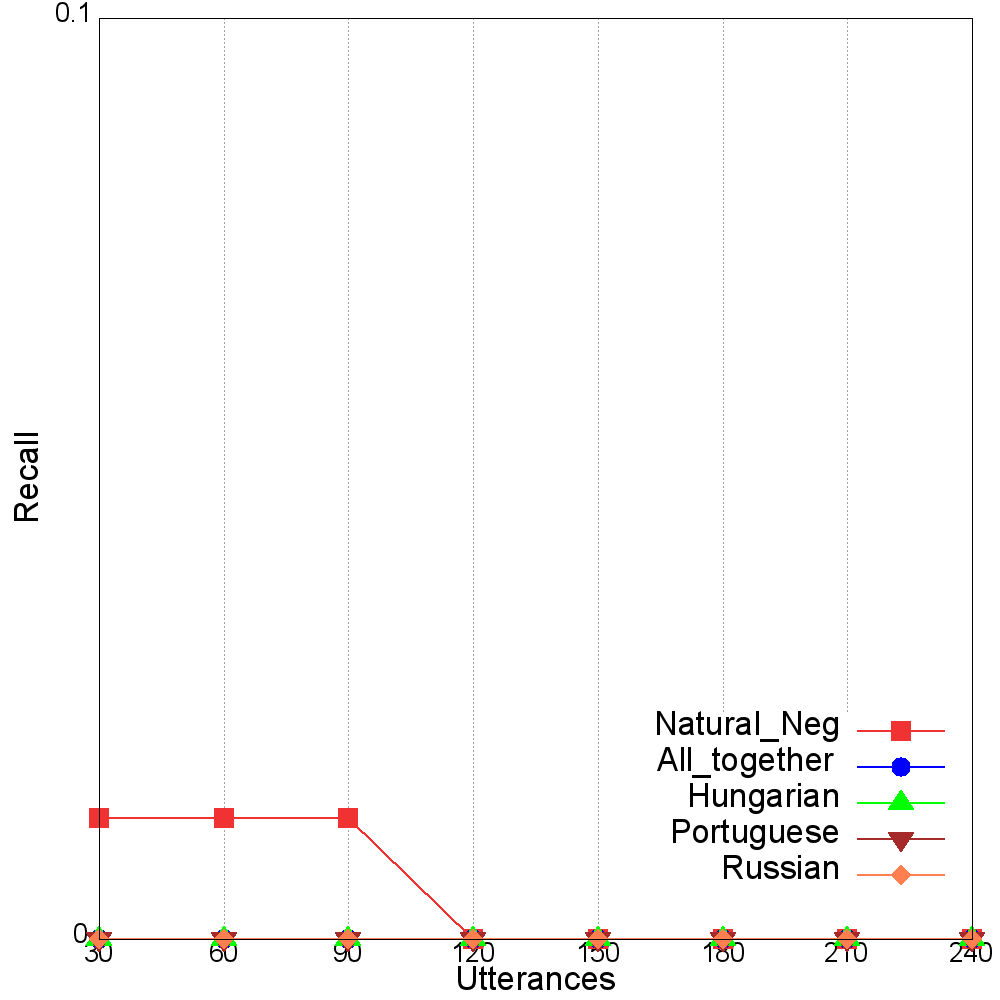 0.1
Recall
Natural_Neg
All_together
Hungarian
Portuguese
Russian
0
30 60 90 120 150 180 210 240
Utterances